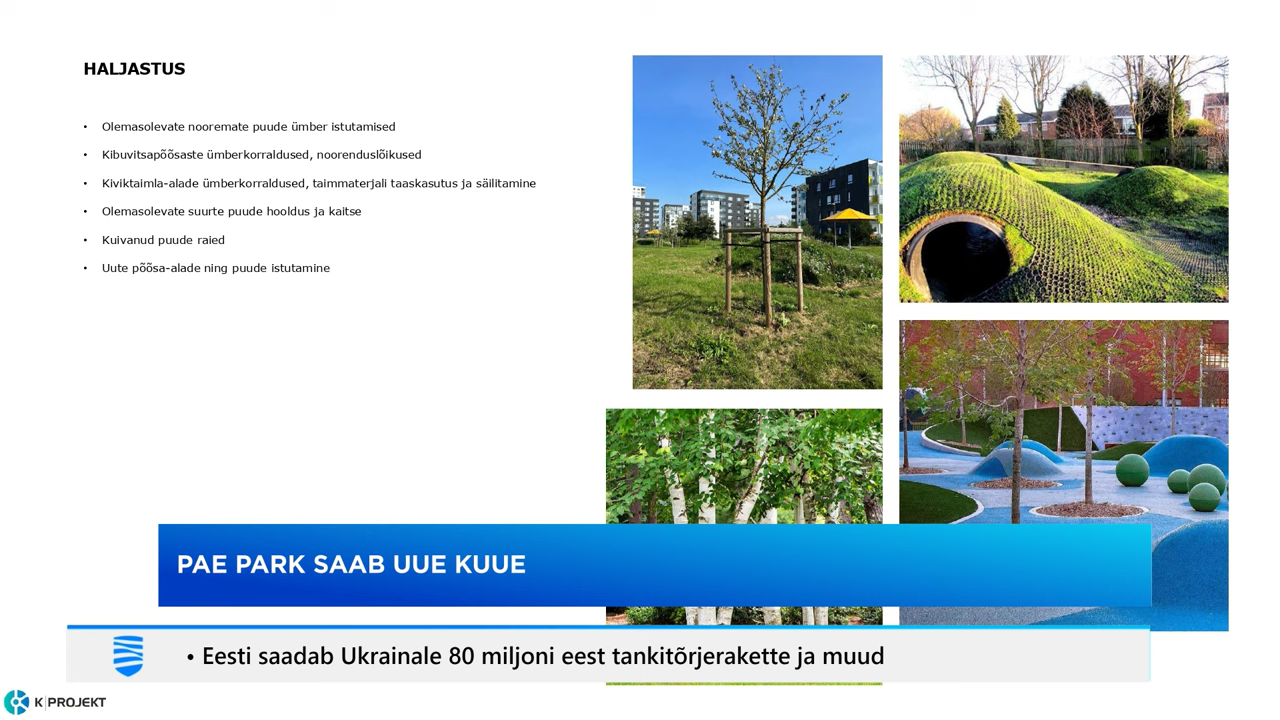 HALJASTUS
• Olemasolevate nooremate puude ümber istutamised
• Kibuvitsapõõsaste ümberkorraldused, noorenduslõikused
• Kiviktaimla-alade ümberkorraldused, taimmaterjali taaskasutus ja säilitamine
• Olemasolevate suurte puude hooldus ja kaitse
• Kuivanud puude raied
• Uute põõsa-alade ning puude istutamine
PAE PARK SAAB UUE KUUE
• Eesti saadab Ukrainale 80 miljoni eest tankitõrjerakette ja muud
K PROJEKT